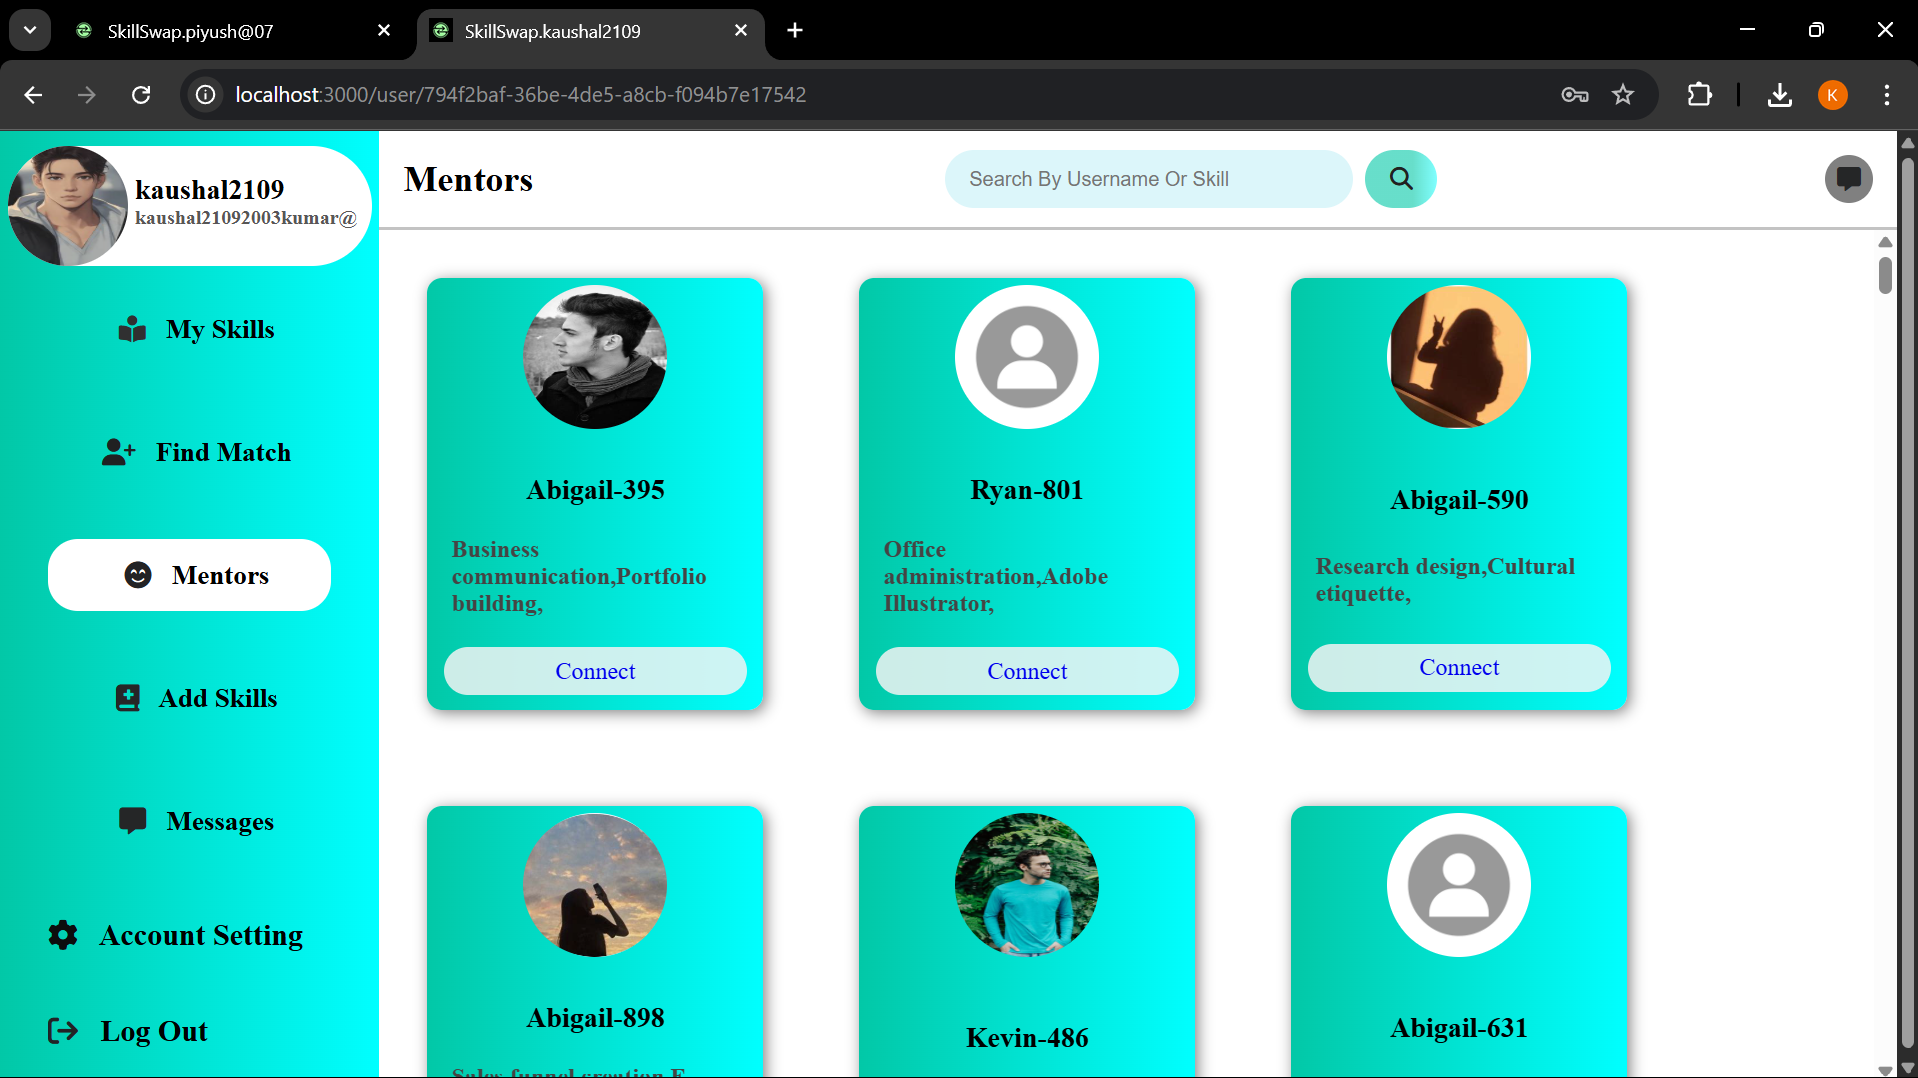 SkillSwap.piyush@07
SkillSwap.kaushal2109
localhost:3000/user/794f2baf-36be-4de5-a8cb-f094b7e17542
K
kaushal2109
kaushal21092003kumar@
My Skills
Find Match
Mentors
Add Skills
Messages
Account Setting
Log Out
Mentors
Search By Username Or Skill
Abigail-395
Business
communication,Portfolio
building,
Connect
Ryan-801
Office
administration,Adobe
Illustrator,
Connect
Abigail-590
Research design,Cultural
etiquette,
Connect
Abigail-898
Sales funnel creation,E
Kevin-486
Abigail-631